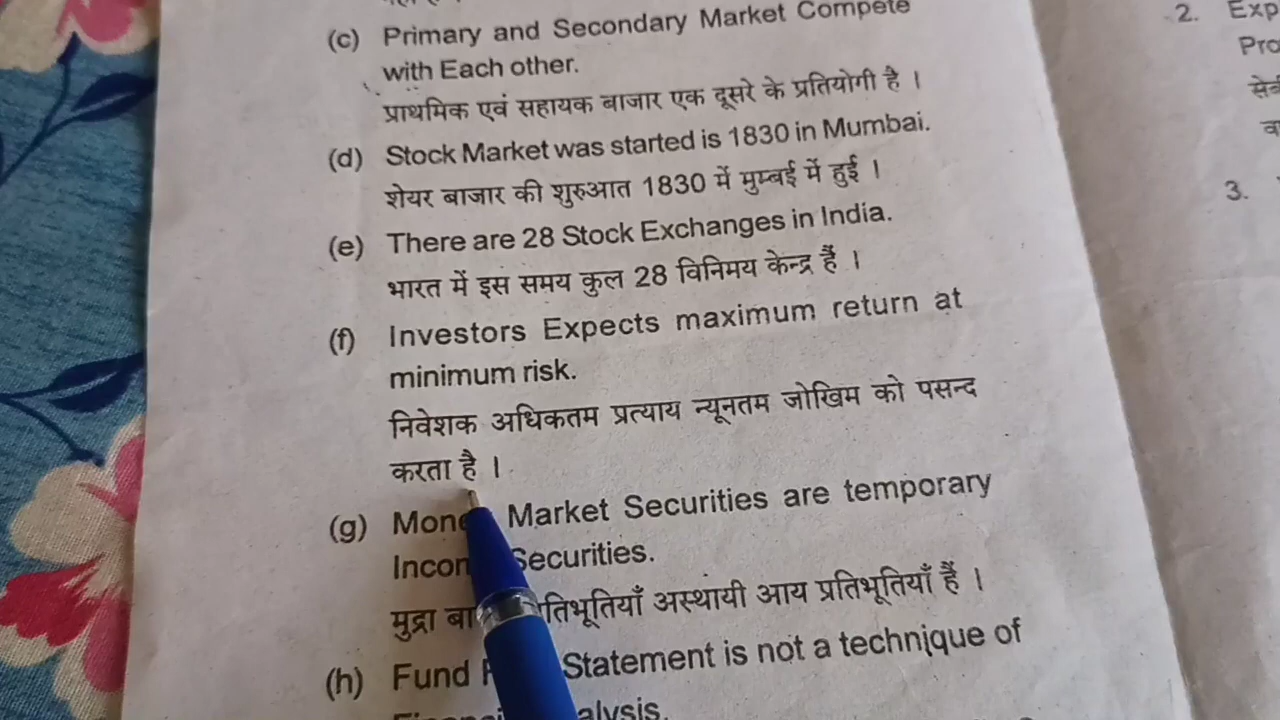 (c) Primary and Secondary Market Compete
with Each other.
प्राथमिक एवं सहायक बाजार एक दूसरे के प्रतियोगी है ।
(d) Stock Market was started is 1830 in Mumbai.
शेयर बाजार की शुरुआत 1830 में मुम्बई में हुई ।
(e) There are 28 Stock Exchanges in India.
भारत में इस समय कुल 28 विनिमय केन्द्र हैं ।
(f) Investors Expects maximum return at
minimum risk.
निवेशक अधिकतम प्रत्याय न्यूनतम जोखिम को पसन्द
करता है ।
(g) Market Securities are temporary
Securities.
मुद्रा अस्थायी आय प्रतिभूतियाँ हैं ।
(h) Fund Statement is not a technique of
2.
3.